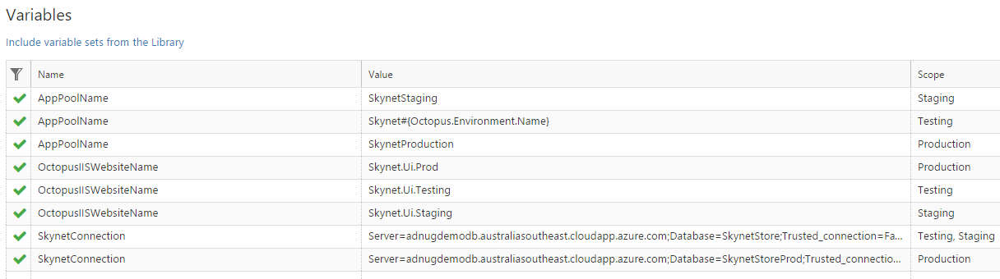 Variables
Include variable sets from the Library
Name Value Scope
AppPoolName SkynetStaging Staging
AppPoolName Skynet#{Octopus.Environment.Name} Testing
AppPoolName SkynetProduction Production
OctopusIISWebsiteName Skynet.Ui.Prod Production
OctopusIISWebsiteName Skynet.Ui.Testing Testing
OctopusIISWebsiteName Skynet.Ui.Staging Staging
SkynetConnection Server=adnugdemodb.australiasoutheast.cloudapp.azure.com;Database=SkynetStore;Trusted_connection=Fa... Testing, Staging
SkynetConnection Server=adnugdemodb.australiasoutheast.cloudapp.azure.com;Database=SkynetStoreProd;Trusted_connectio... Production